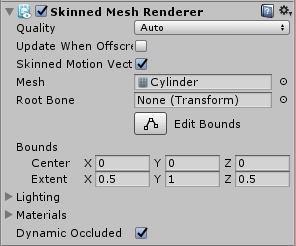 Skinned Mesh Renderer
Quality Auto
Update When Offscre
Skinned Motion Vect
Mesh Cylinder
Root Bone None (Transform)
Edit Bounds
Bounds
Center X 0 Y 0 Z 0
Extent X 0.5 Y 1 Z 0.5
Lighting
Materials
Dynamic Occluded